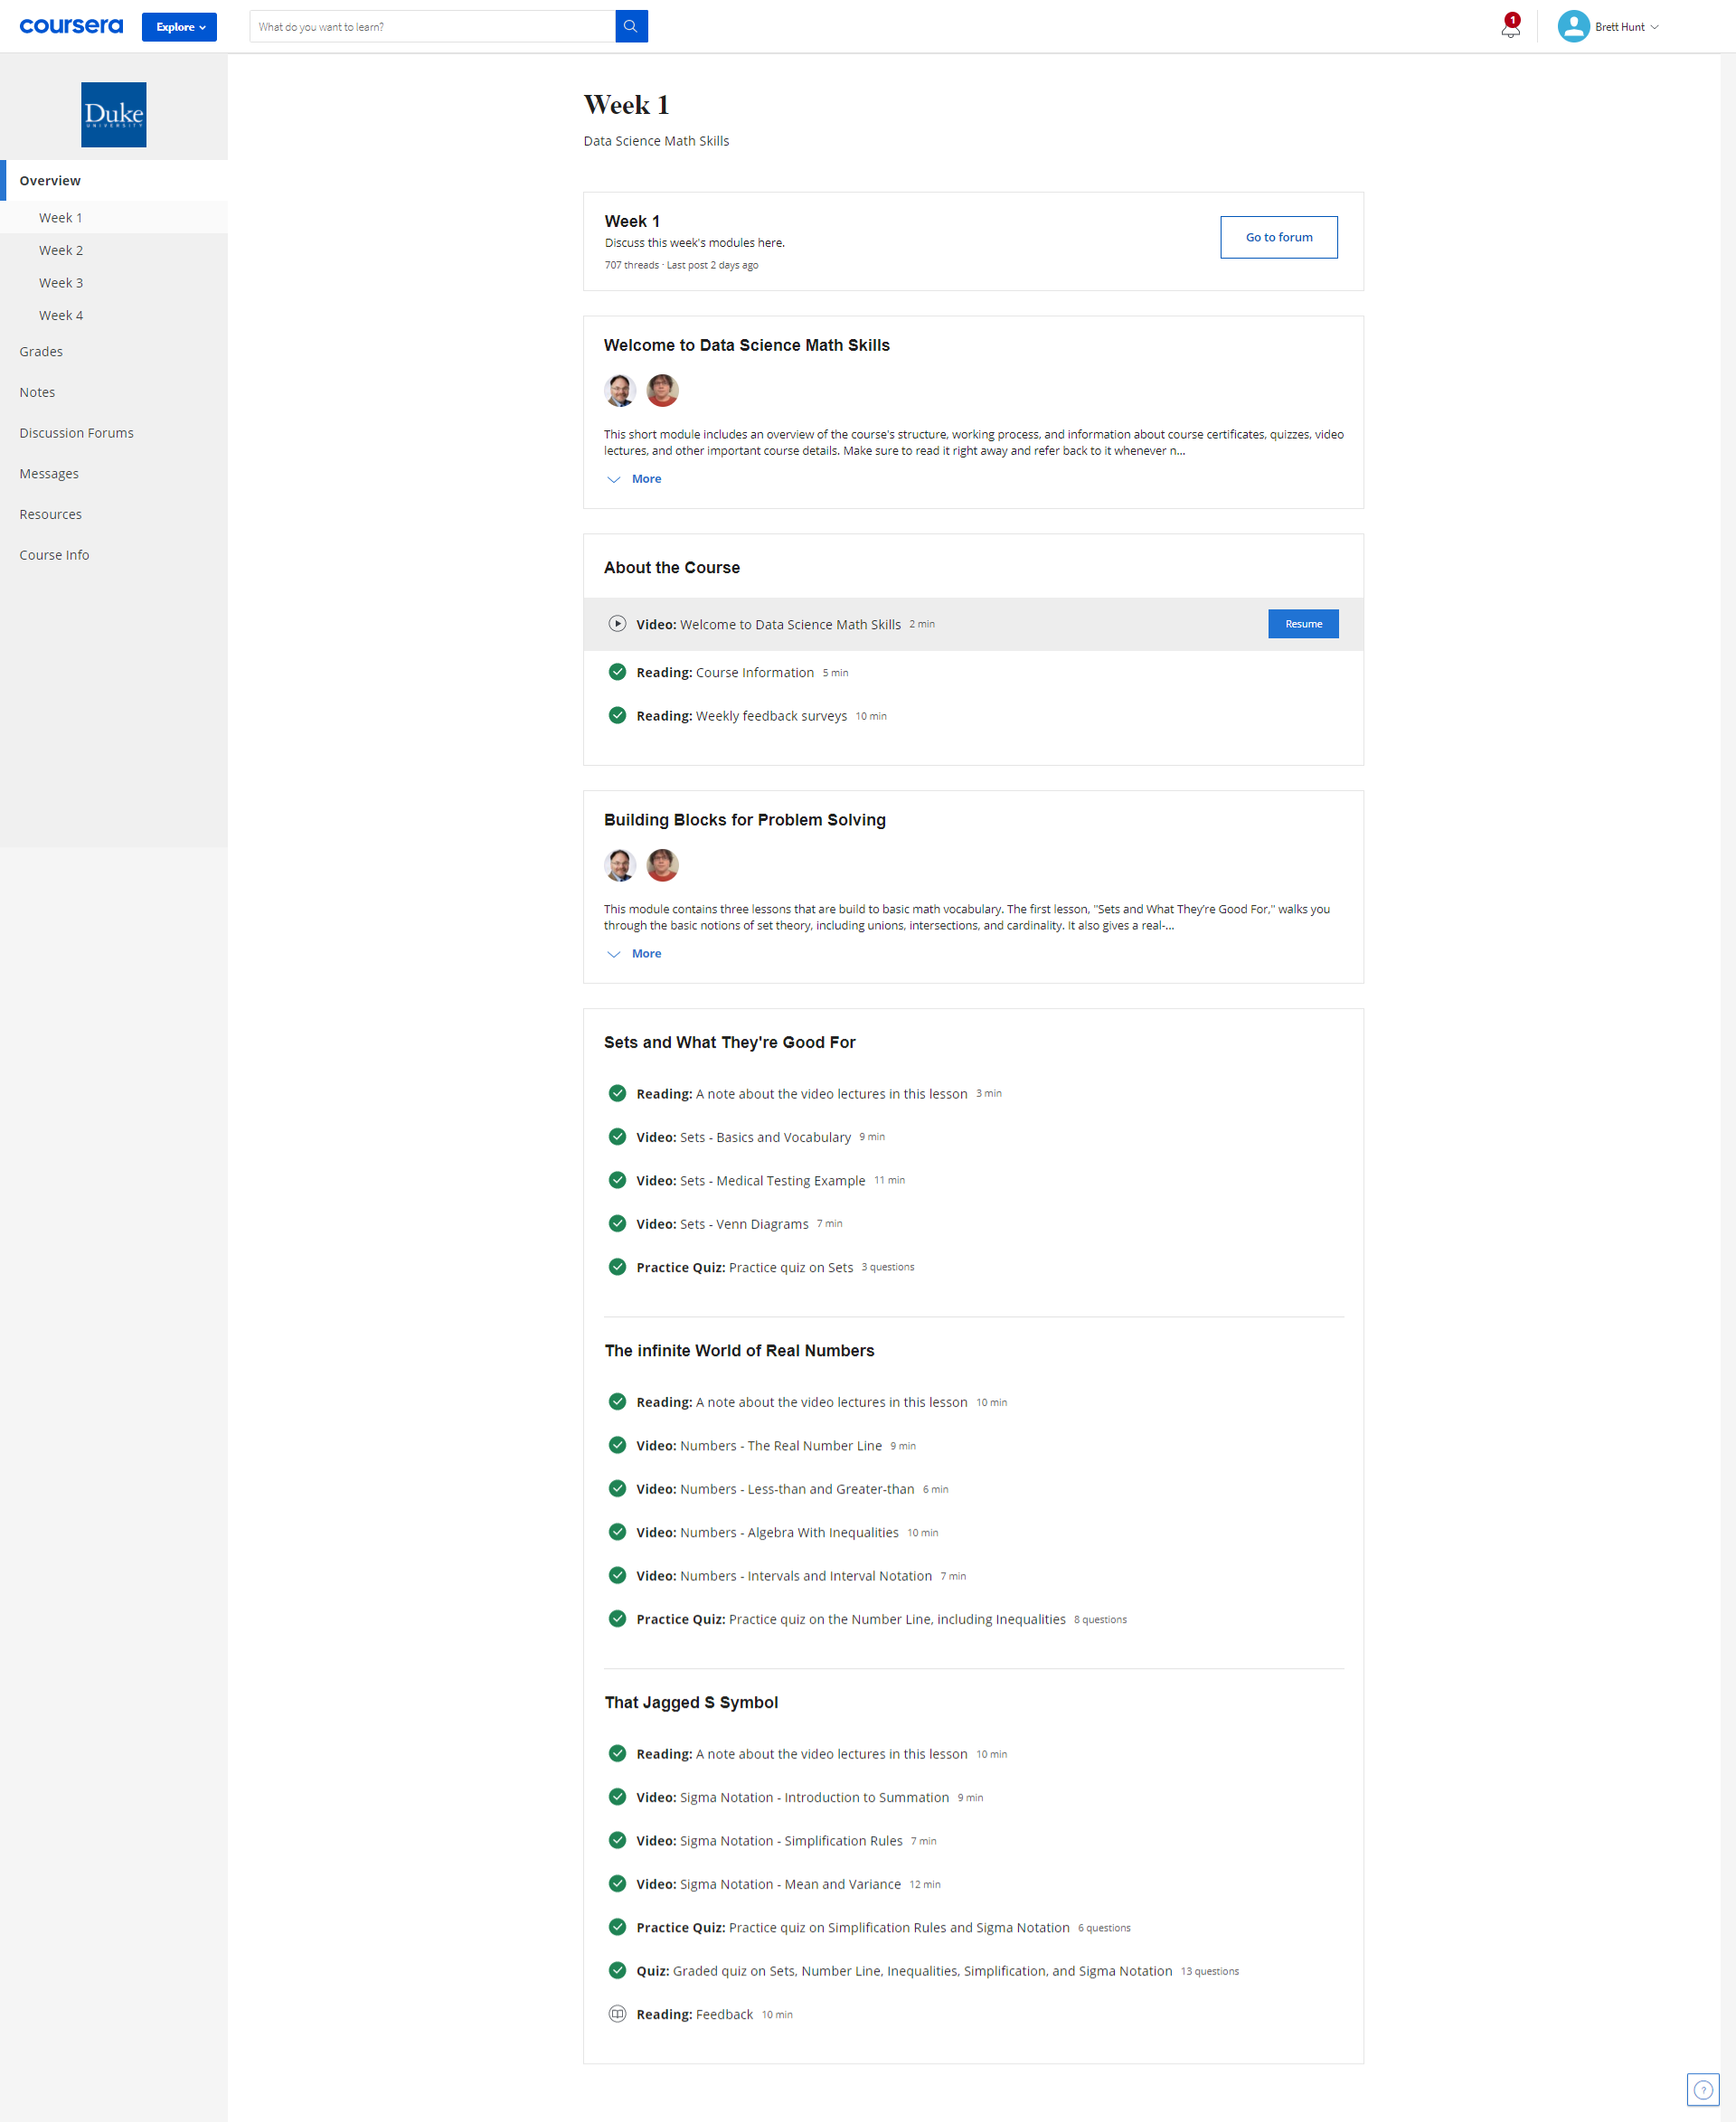 coursera
Explore
What do you want to learn?
1
Brett Hunt
Duke
UNIVERSITY
Overview
Week 1
Week 2
Week 3
Week 4
Grades
Notes
Discussion Forums
Messages
Resources
Course Info
Week 1
Data Science Math Skills
Week 1
Discuss this week's modules here.
707 threads · Last post 2 days ago
Go to forum
Welcome to Data Science Math Skills
This short module includes an overview of the course's structure, working process, and information about course certificates, quizzes, video
lectures, and other important course details. Make sure to read it right away and refer back to it whenever n...
More
About the Course
Video: Welcome to Data Science Math Skills 2 min
Resume
Reading: Course Information 5 min
Reading: Weekly feedback surveys 10 min
Building Blocks for Problem Solving
This module contains three lessons that are build to basic math vocabulary. The first lesson, "Sets and What They're Good For," walks you
through the basic notions of set theory, including unions, intersections, and cardinality. It also gives a real-...
More
Sets and What They're Good For
Reading: A note about the video lectures in this lesson 3 min
Video: Sets - Basics and Vocabulary 9 min
Video: Sets - Medical Testing Example 11 min
Video: Sets - Venn Diagrams 7 min
Practice Quiz: Practice quiz on Sets 3 questions
The infinite World of Real Numbers
Reading: A note about the video lectures in this lesson 10 min
Video: Numbers - The Real Number Line 9 min
Video: Numbers - Less-than and Greater-than 6 min
Video: Numbers - Algebra With Inequalities 10 min
Video: Numbers - Intervals and Interval Notation 7 min
Practice Quiz: Practice quiz on the Number Line, including Inequalities 8 questions
That Jagged S Symbol
Reading: A note about the video lectures in this lesson 10 min
Video: Sigma Notation - Introduction to Summation 9 min
Video: Sigma Notation - Simplification Rules 7 min
Video: Sigma Notation - Mean and Variance 12 min
Practice Quiz: Practice quiz on Simplification Rules and Sigma Notation 6 questions
Quiz: Graded quiz on Sets, Number Line, Inequalities, Simplification, and Sigma Notation 13 questions
Reading: Feedback 10 min
?